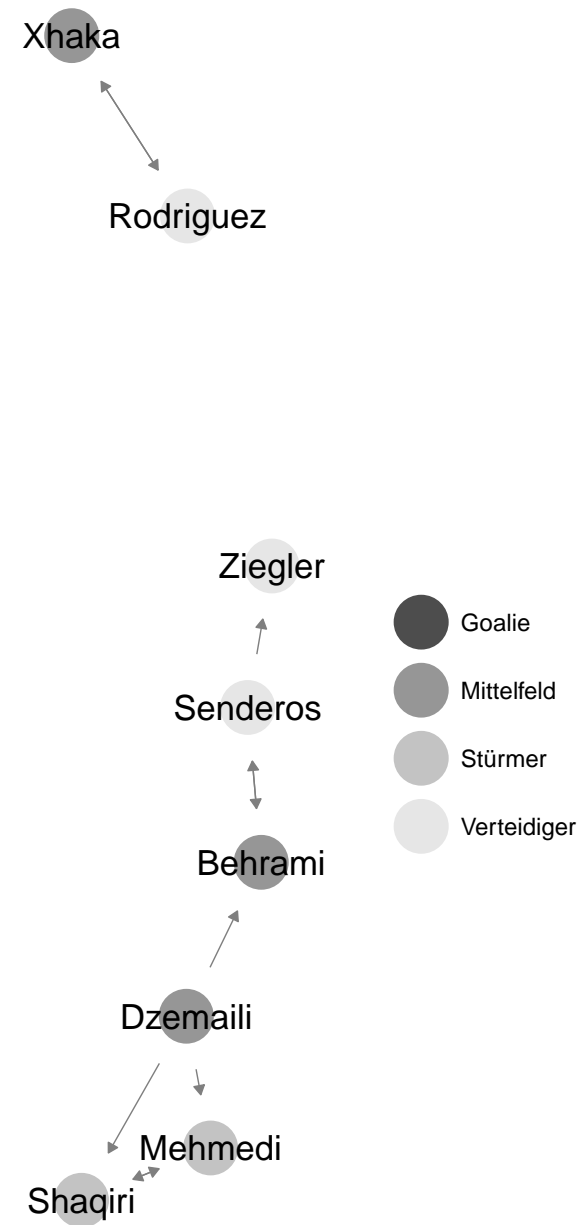 Xhaka
Rodriguez
Ziegler
Goalie
Mittelfeld
Senderos
Stürmer
Verteidiger
Behrami
Dzemaili
Mehmedi
Shaqiri